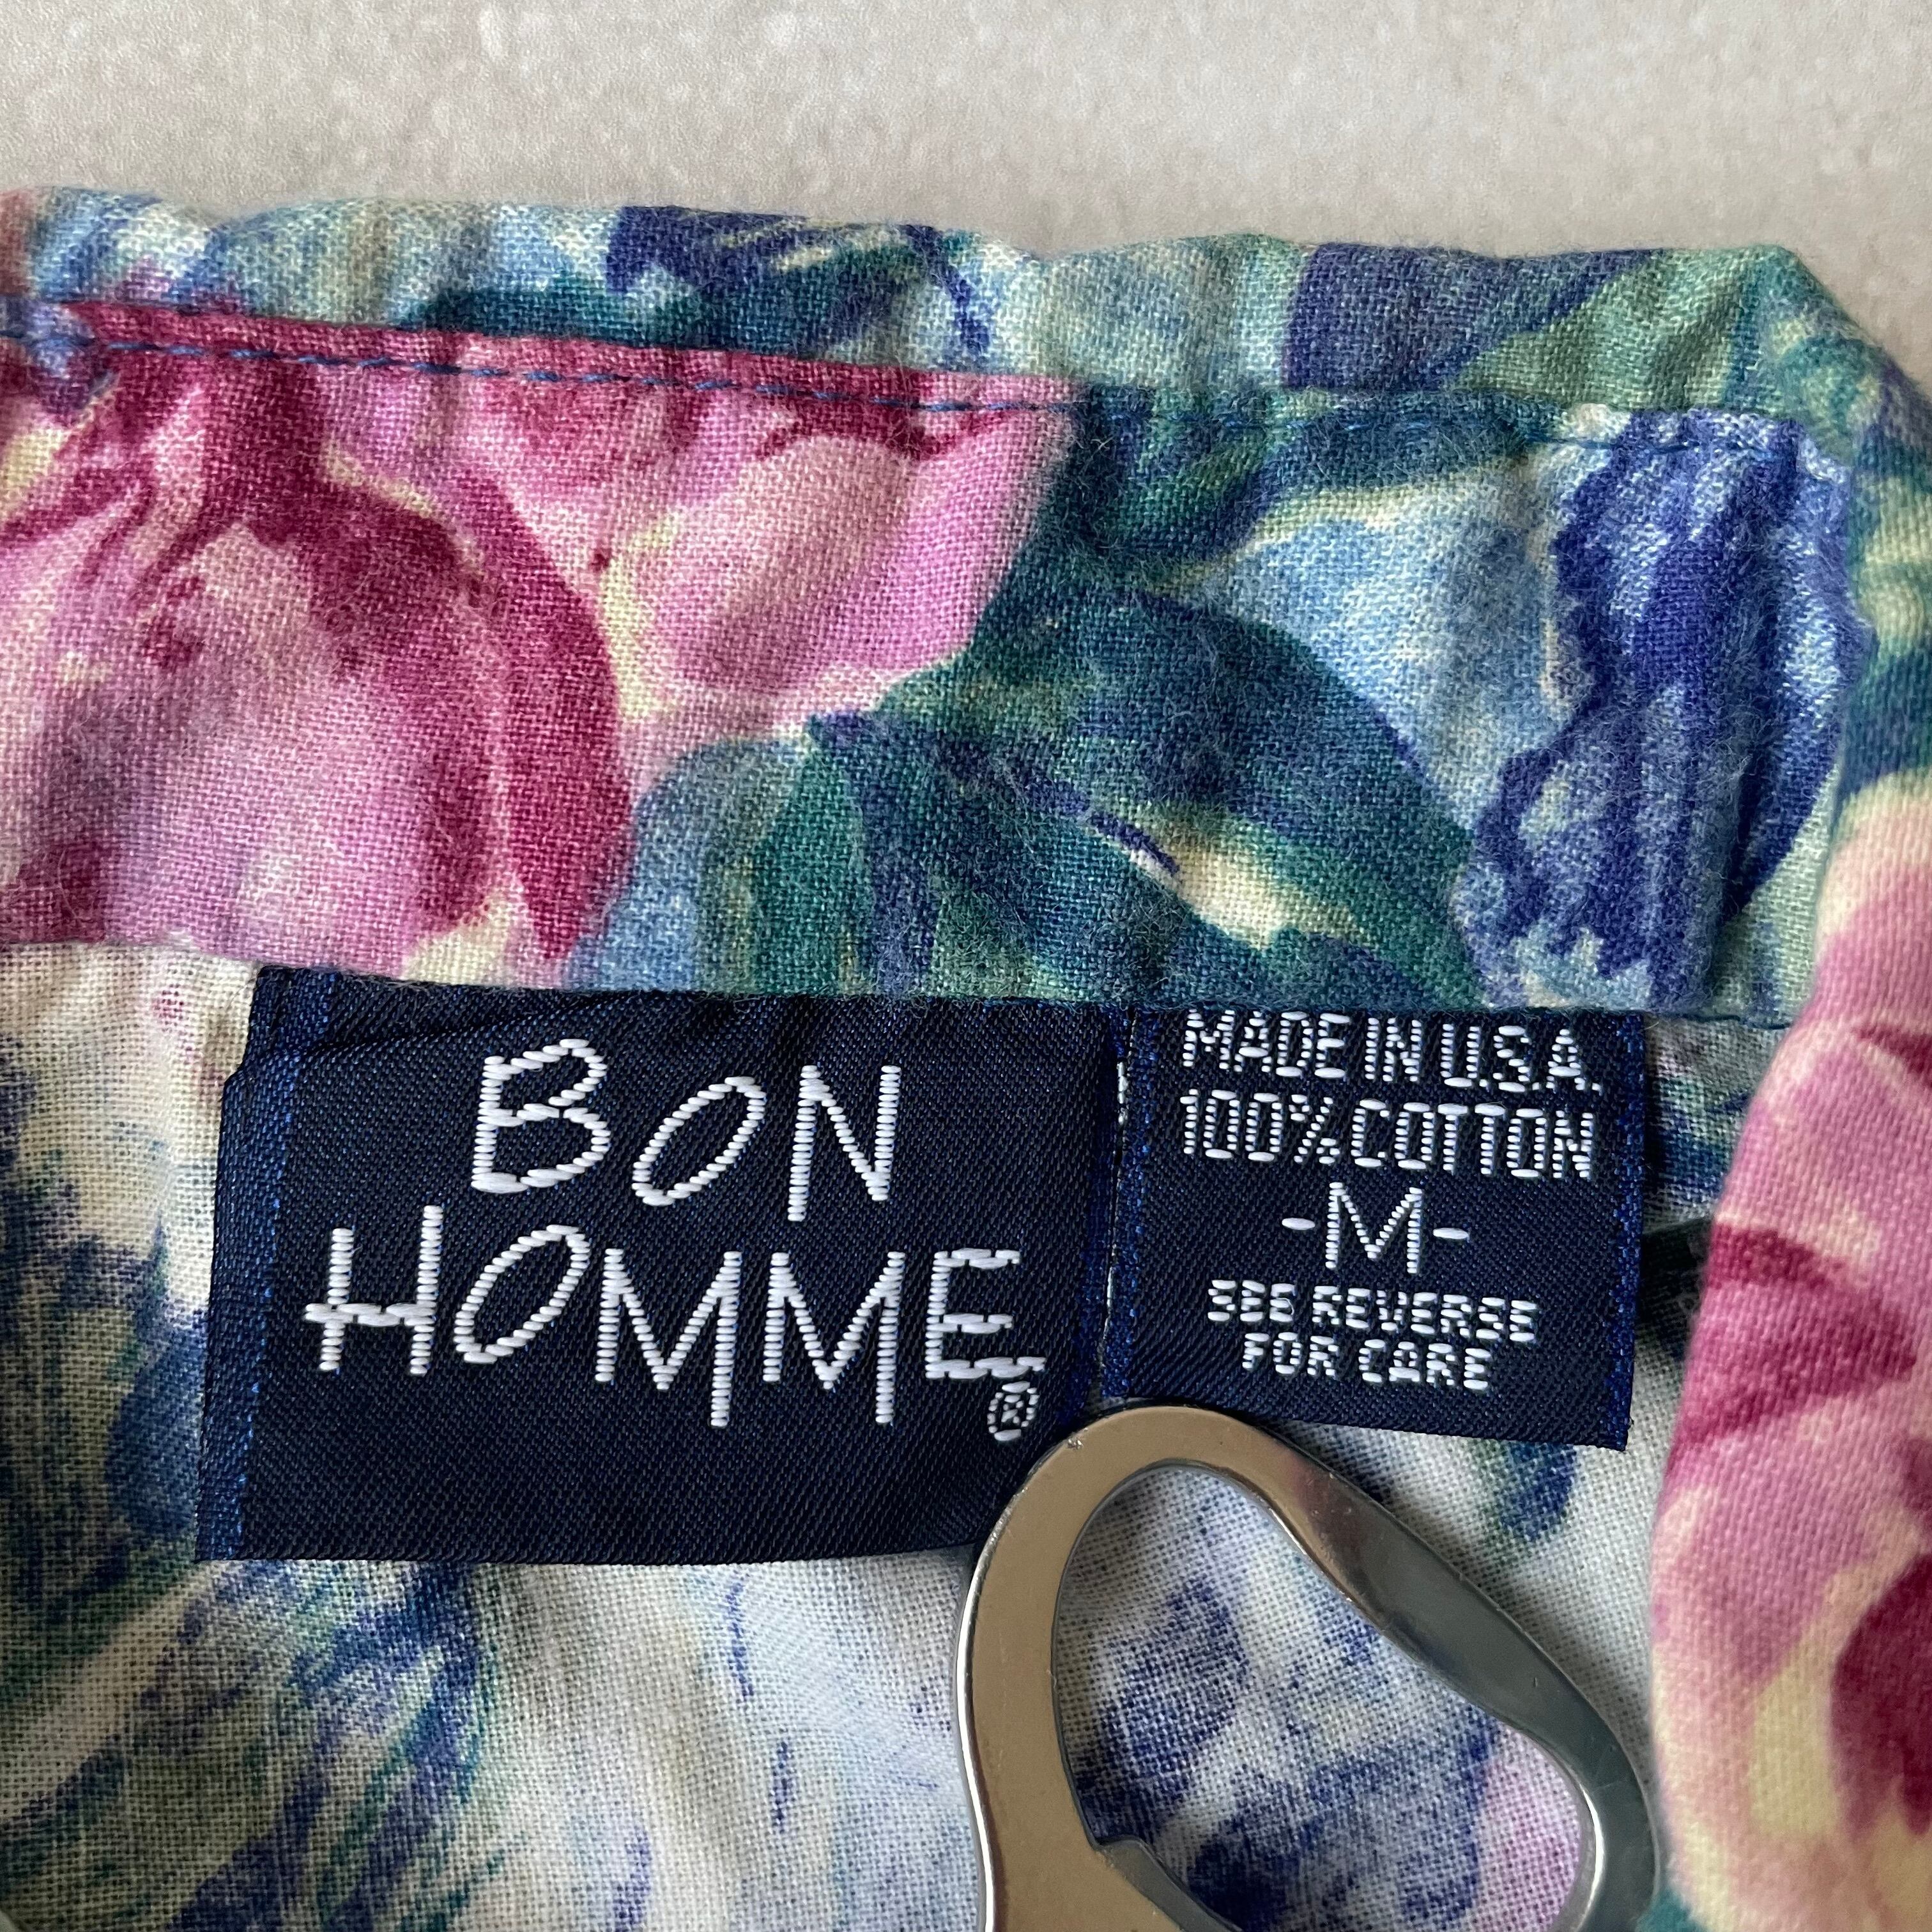 BON
HOMME®
MADE IN U.S.A.
100% COTTON
-M-
SEE REVERSE
FOR CARE